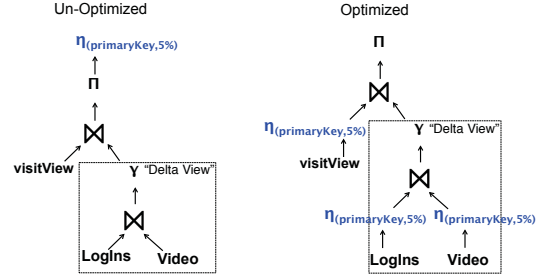 Un-Optimized
η(primaryKey,5%)
Π
visitView
γ "Delta View"
LogIns
Video
Optimized
Π
η(primaryKey,5%)
visitView
γ "Delta View"
η(primaryKey,5%)
η(primaryKey,5%)
LogIns
Video